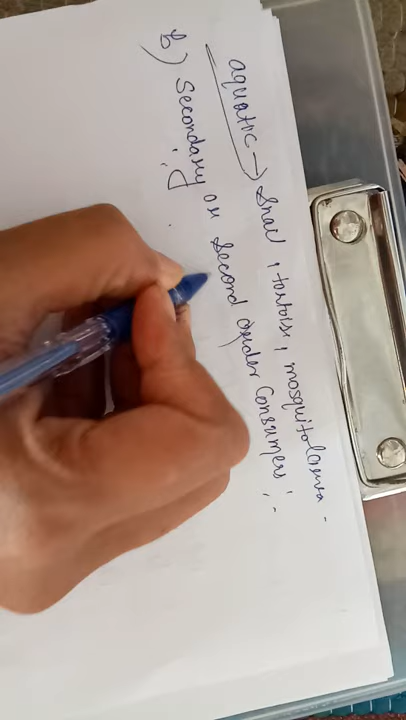 aquatic → Snail, tortoise, mosquito larva -
b) Secondary or Second order Consumers ; -